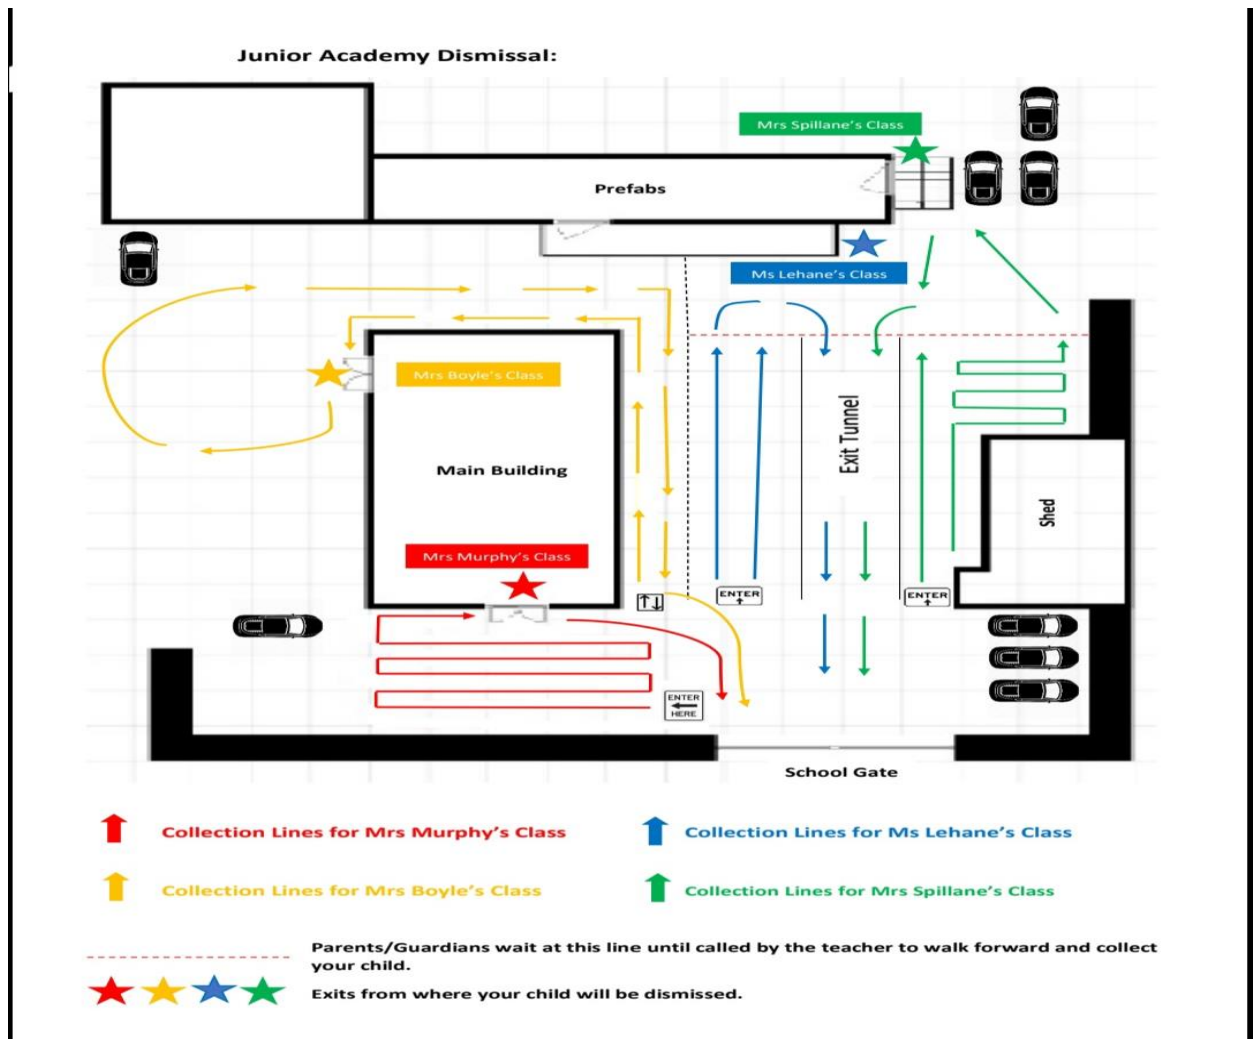 Junior Academy Dismissal:
Mrs Spillane's Class
Prefabs
Ms Lehane's Class
Mrs Boyle's Class
Exit Tunnel
Main Building
Shed
Mrs Murphy's Class
ENTER
ENTER
ENTER
HERE
School Gate
Collection Lines for Mrs Murphy's Class
Collection Lines for Ms Lehane's Class
Collection Lines for Mrs Boyle's Class
Collection Lines for Mrs Spillane's Class
Parents/Guardians wait at this line until called by the teacher to walk forward and collect
your child.
Exits from where your child will be dismissed.